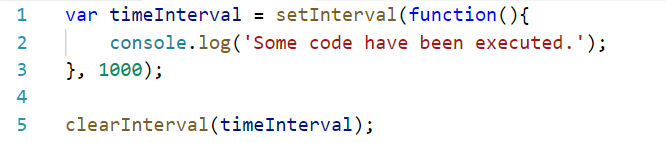 1 var timeInterval = setInterval(function(){
2     console.log('Some code have been executed.');
3 }, 1000);
4
5 clearInterval(timeInterval);